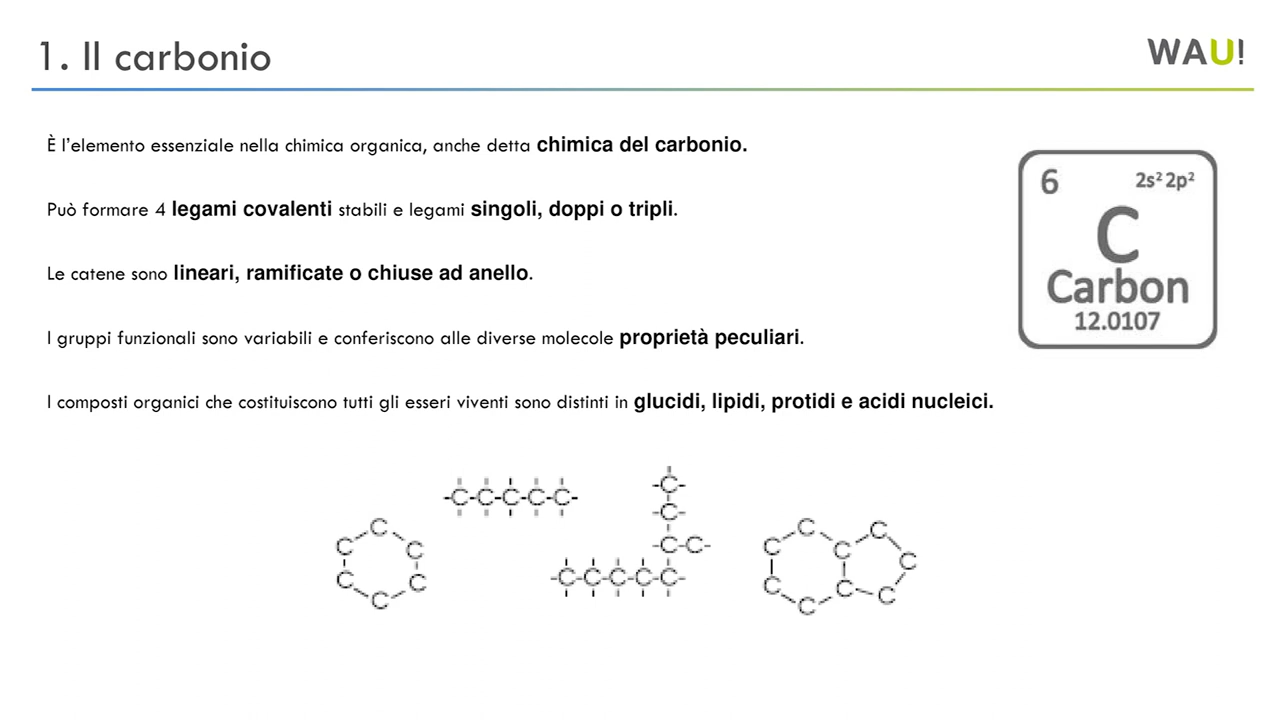 1. Il carbonio
WAU!
È l'elemento essenziale nella chimica organica, anche detta chimica del carbonio.
Può formare 4 legami covalenti stabili e legami singoli, doppi o tripli.
Le catene sono lineari, ramificate o chiuse ad anello.
I gruppi funzionali sono variabili e conferiscono alle diverse molecole proprietà peculiari.
I composti organici che costituiscono tutti gli esseri viventi sono distinti in glucidi, lipidi, protidi e acidi nucleici.
6 2s² 2p²
C
Carbon
12.0107
C C C C C C
-C-C-C-C-C-
-C-
-C-
-C-C-
-C-C-C-C-C-
C C C C C C C C C